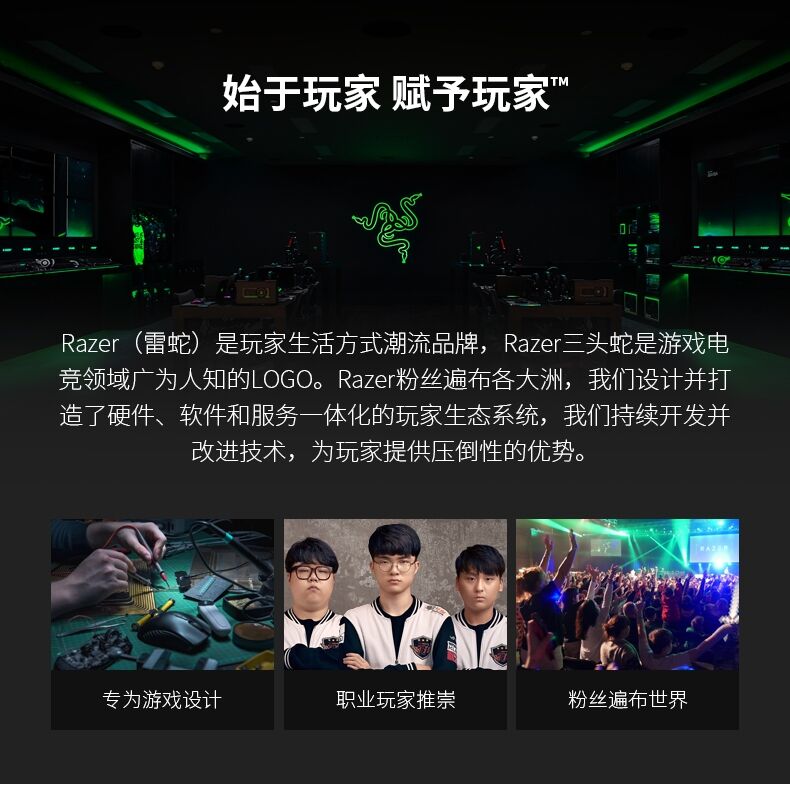 始于玩家 赋予玩家™
Razer（雷蛇）是玩家生活方式潮流品牌，Razer三头蛇是游戏电
竞领域广为人知的LOGO。Razer粉丝遍布各大洲，我们设计并打
造了硬件、软件和服务一体化的玩家生态系统，我们持续开发并
改进技术，为玩家提供压倒性的优势。
RAZER
专为游戏设计
职业玩家推崇
粉丝遍布世界